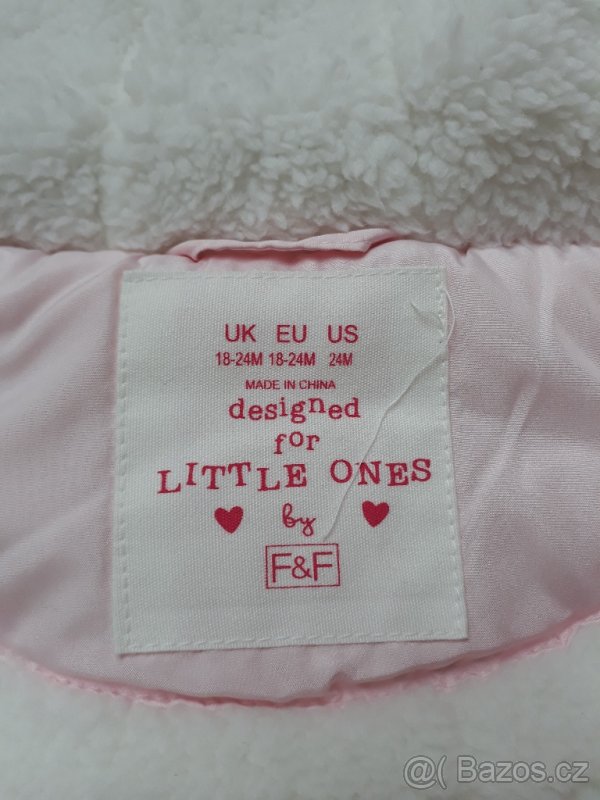 UK EU US
18-24M 18-24M 24M
MADE IN CHINA
designed
for
LITTLE ONES
by
F&F
@( Bazos.cz